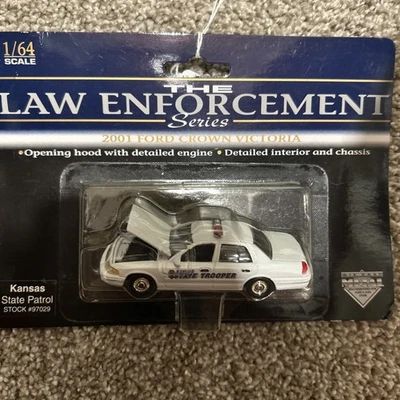 1/64
SCALE
THE
LAW ENFORCEMENT
Series
2001 FORD CROWN VICTORIA
•Opening hood with detailed engine •Detailed interior and chassis
STATE TROOPER
Kansas
State Patrol
STOCK #97029